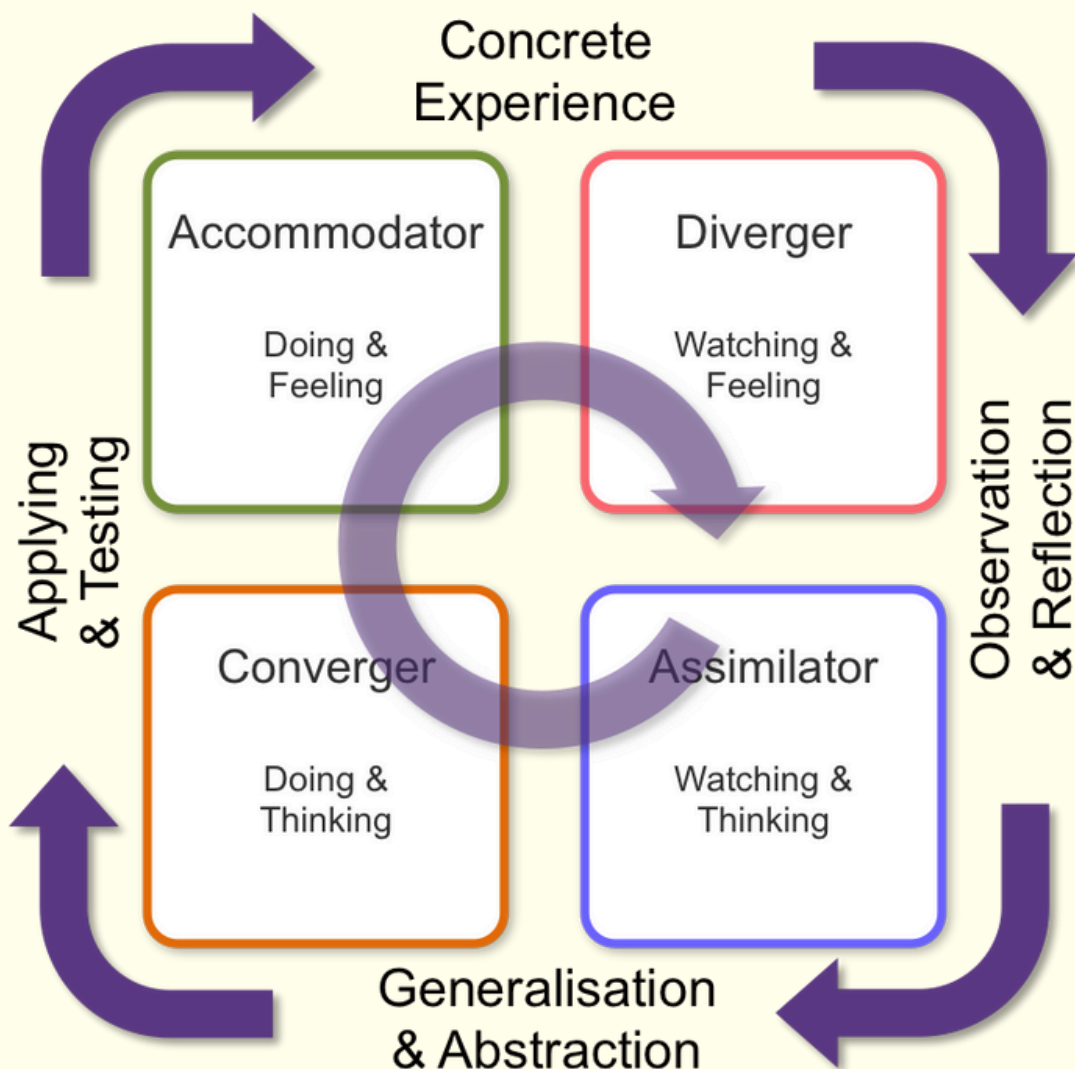 Concrete
Experience
Accommodator
Doing &
Feeling
Diverger
Watching &
Feeling
Applying
& Testing
Observation
& Reflection
Converger
Doing &
Thinking
Assimilator
Watching &
Thinking
Generalisation
& Abstraction